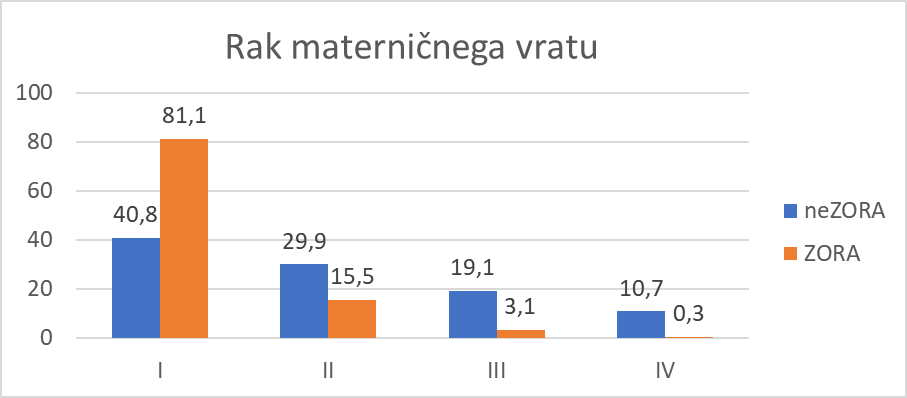 Rak materničnega vratu
100
80
60
40
20
0
81,1
40,8
29,9
15,5
19,1
3,1
10,7
0,3
I
II
III
IV
neZORA
ZORA